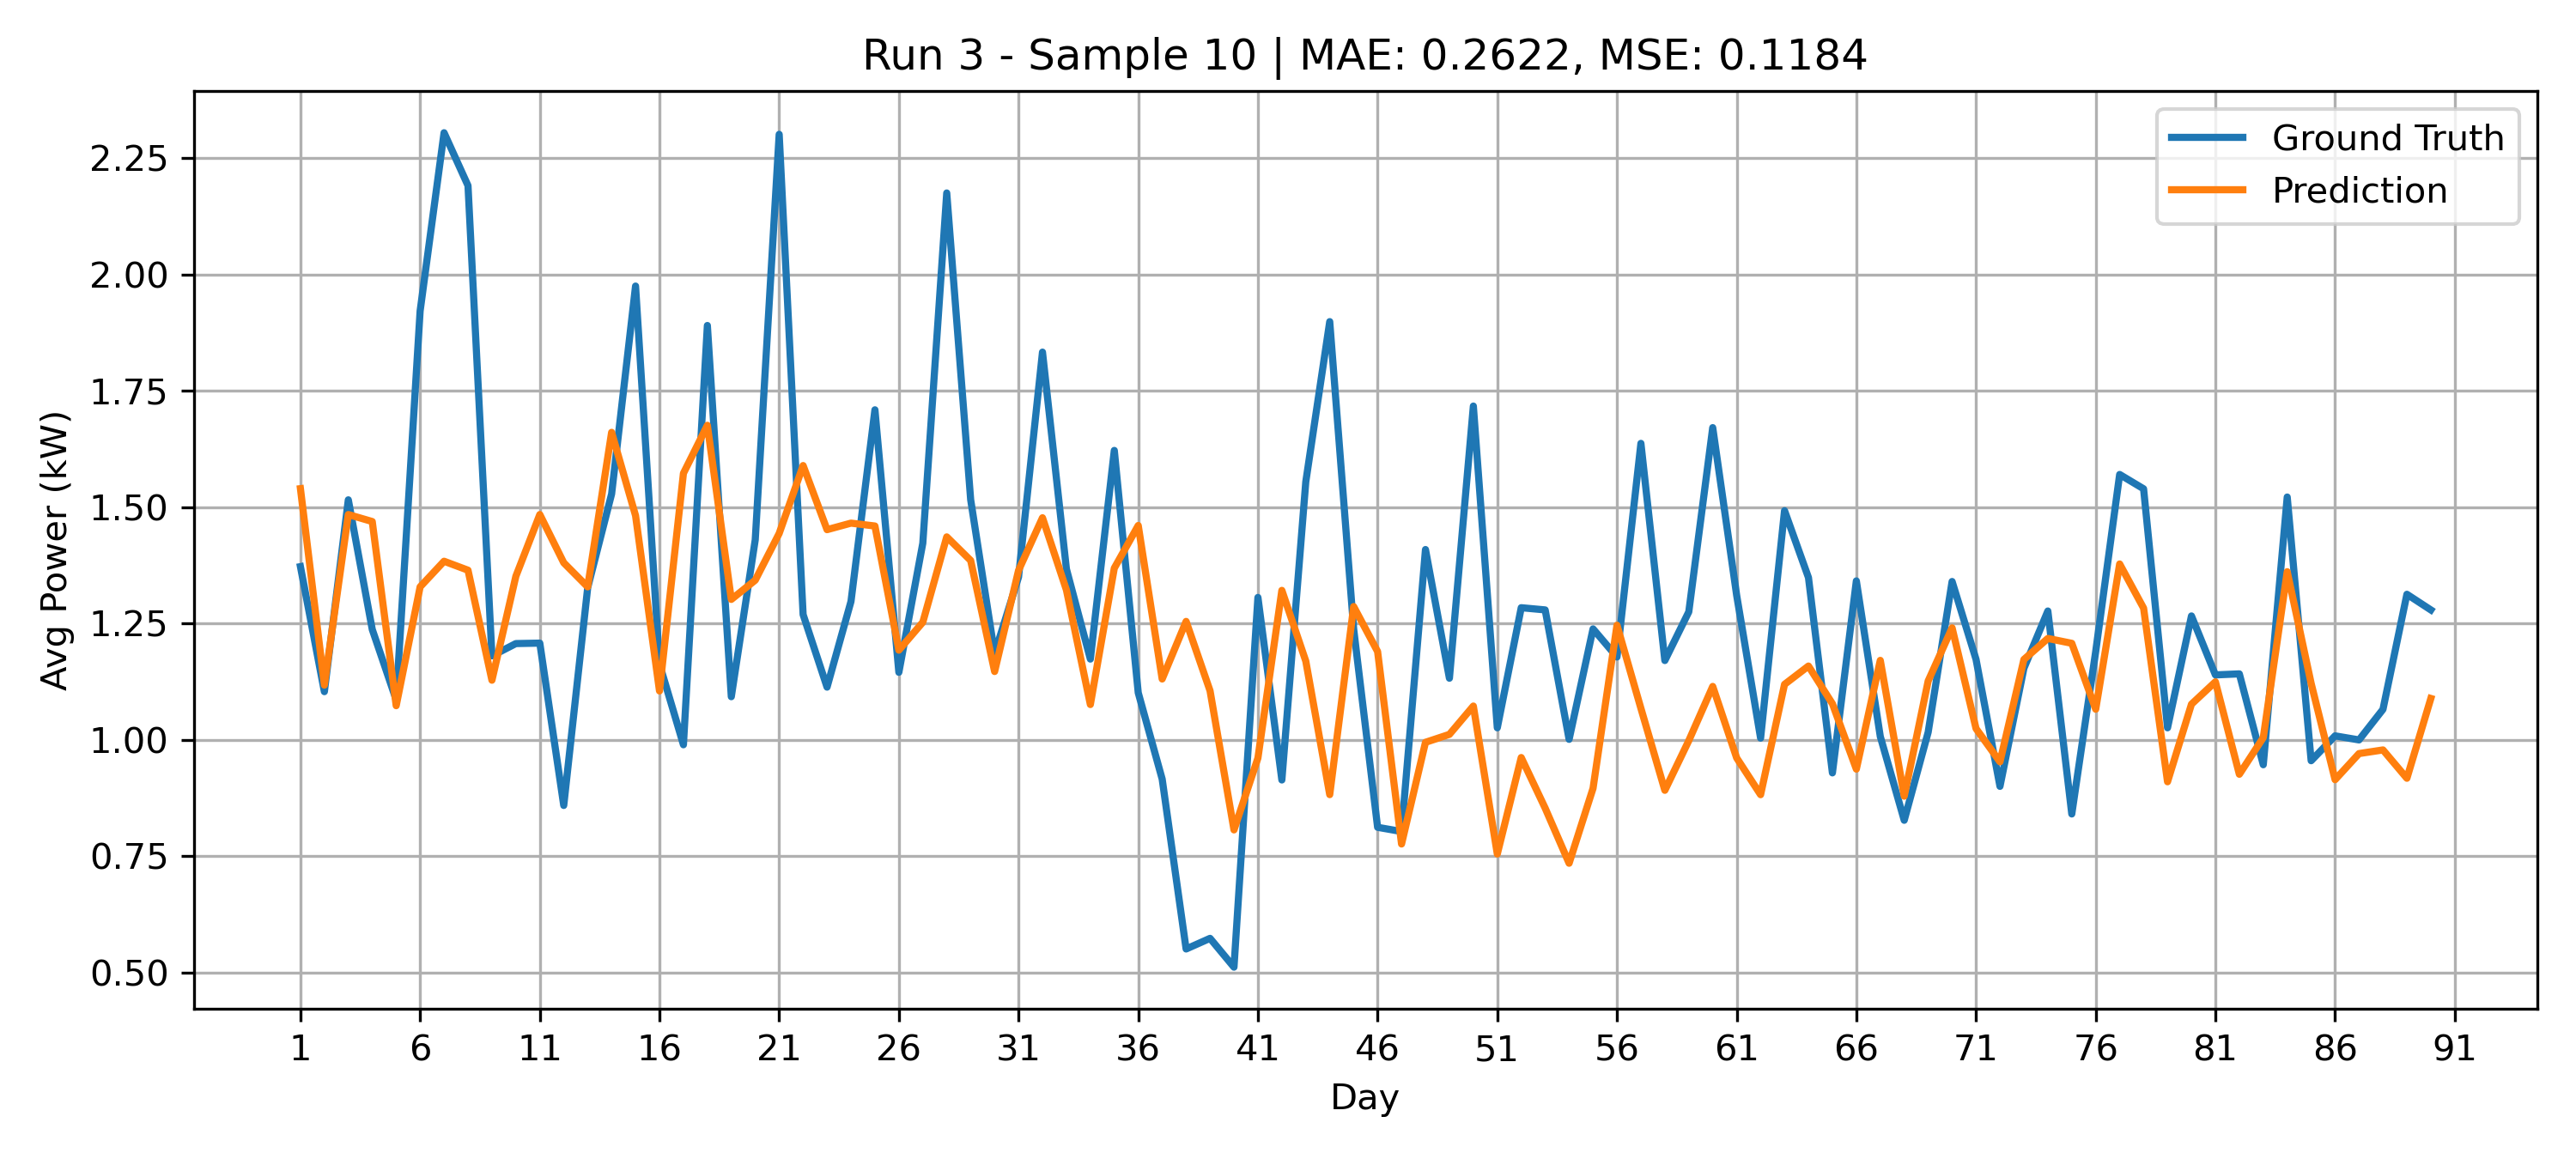 Run 3 - Sample 10 | MAE: 0.2622, MSE: 0.1184
Ground Truth
Prediction
Avg Power (kW)
2.25
2.00
1.75
1.50
1.25
1.00
0.75
0.50
1 6 11 16 21 26 31 36 41 46 51 56 61 66 71 76 81 86 91
Day